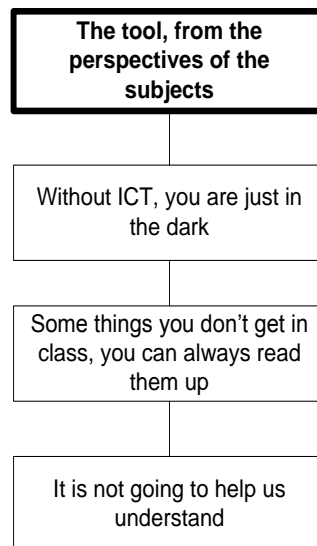 The tool, from the
perspectives of the
subjects
Without ICT, you are just in
the dark
Some things you don’t get in
class, you can always read
them up
It is not going to help us
understand